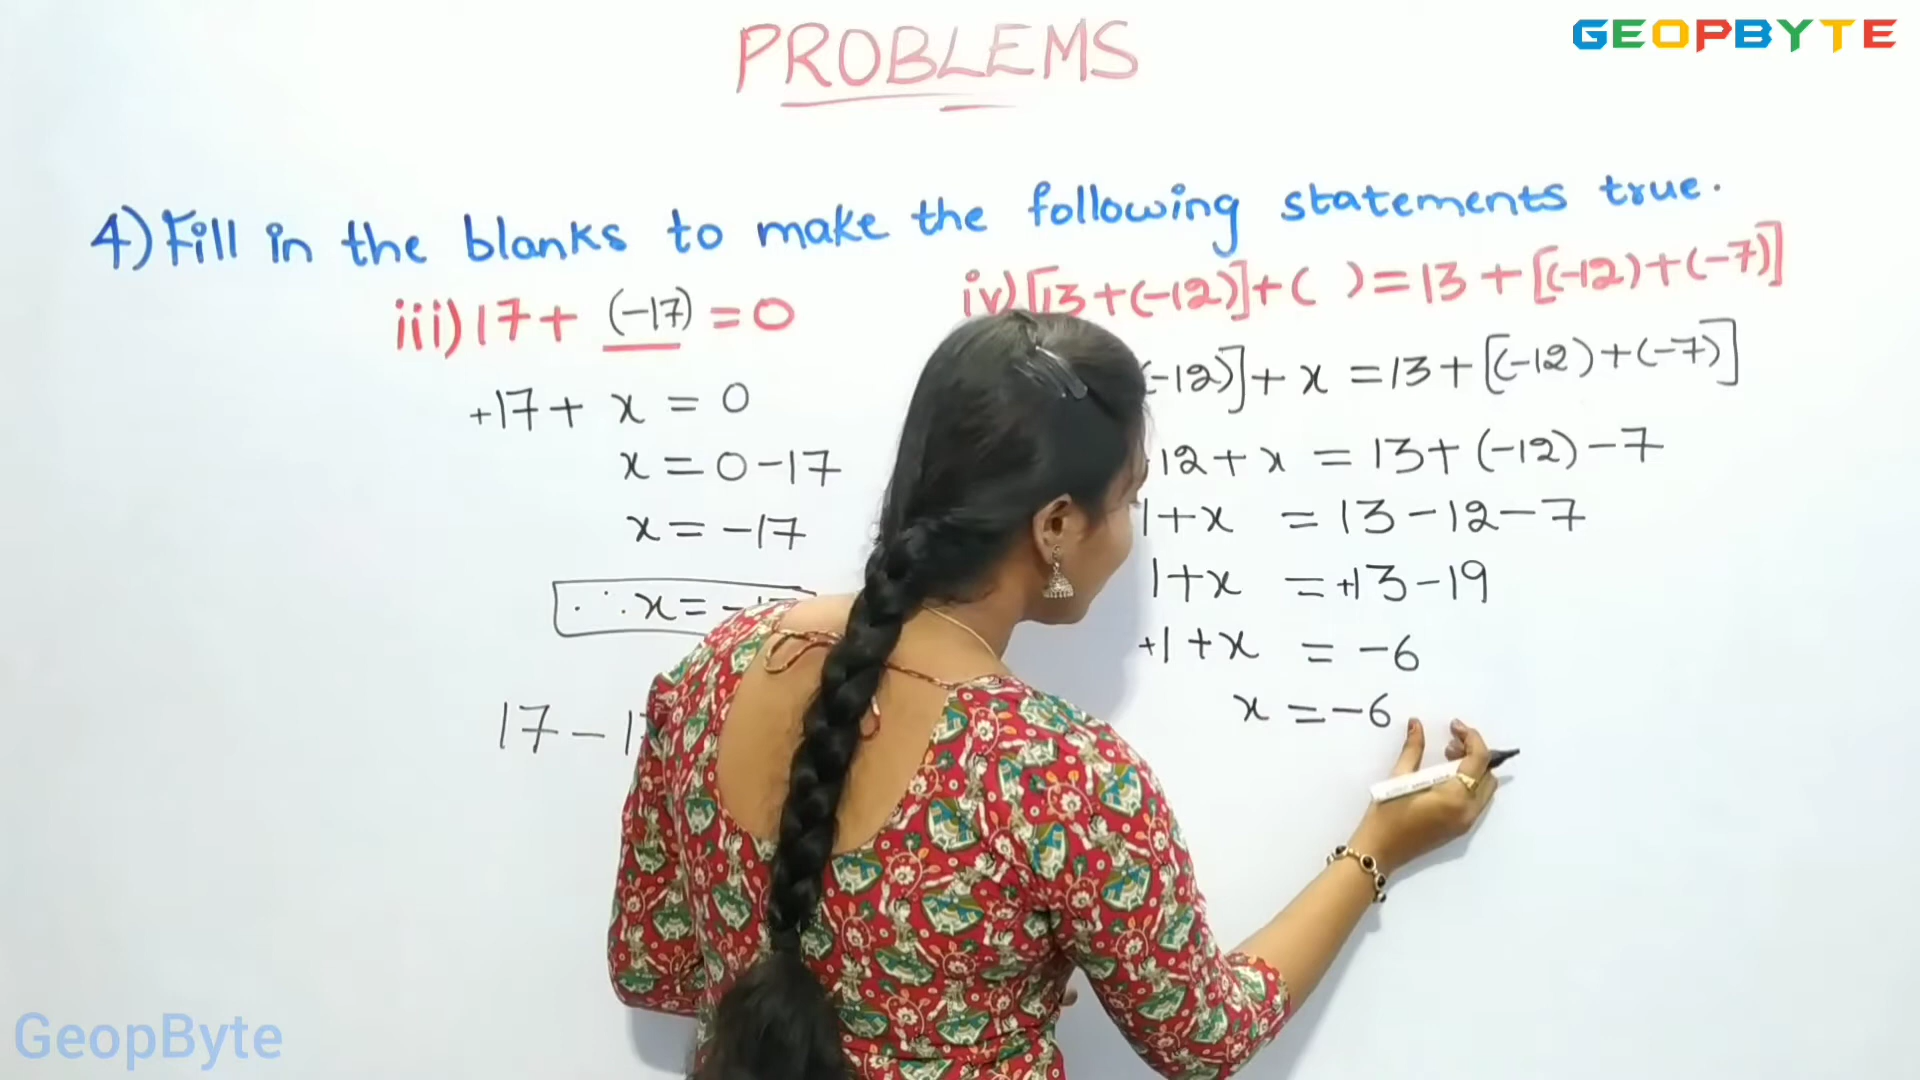 PROBLEMS
GEOPBYTE
4) Fill in the blanks to make the following statements true.
iii) 17 + (-17) = 0
+17 + x = 0
x = 0 - 17
x = -17
∴ x = -17
17 - 1
iv) [13 + (-12)] + ( ) = 13 + [(-12) + (-7)]
(-12)] + x = 13 + [(-12) + (-7)]
12 + x = 13 + (-12) - 7
1 + x = 13 - 12 - 7
1 + x = +13 - 19
+1 + x = -6
x = -6
GeopByte